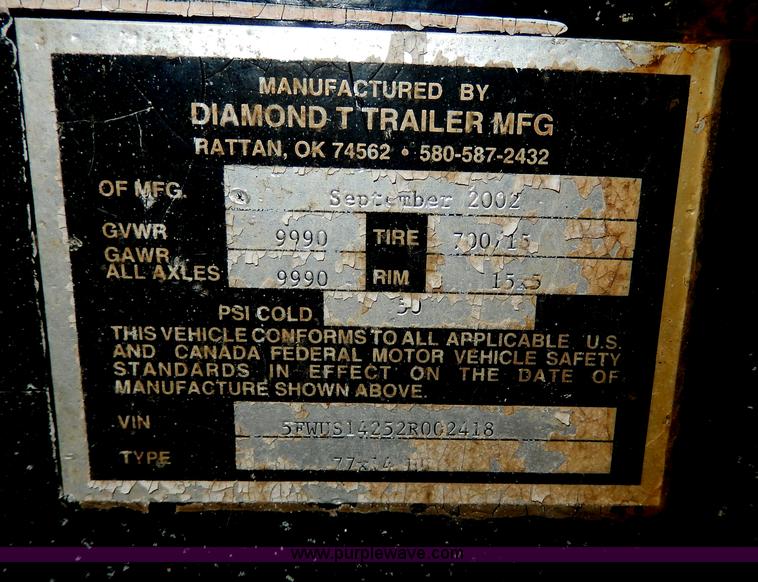 MANUFACTURED BY
DIAMOND T TRAILER MFG
RATTAN, OK 74562 • 580-587-2432
OF MFG. September 2002
GVWR 9990 TIRE 700/15
GAWR
ALL AXLES 9990 RIM 15x5
PSI COLD
THIS VEHICLE CONFORMS TO ALL APPLICABLE U.S.
AND CANADA FEDERAL MOTOR VEHICLE SAFETY
STANDARDS IN EFFECT ON THE DATE OF
MANUFACTURE SHOWN ABOVE.
VIN 5FWUS14252R002418
TYPE 77x14
www.purplewave.com